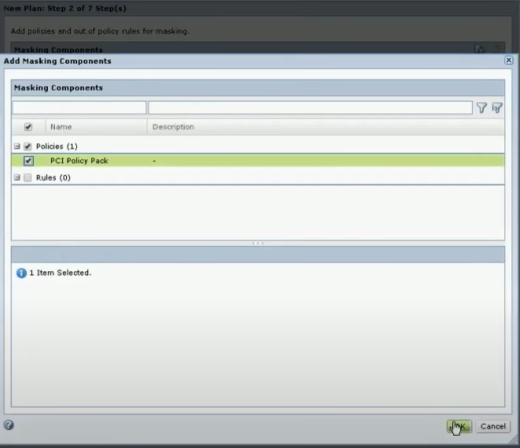 New Plan: Step 2 of 7 Step(s)
Add policies and out of policy rules for masking.
Masking Components
Add Masking Components
Masking Components
Name Description
Policies (1)
PCI Policy Pack -
Rules (0)
1 Item Selected.
OK Cancel